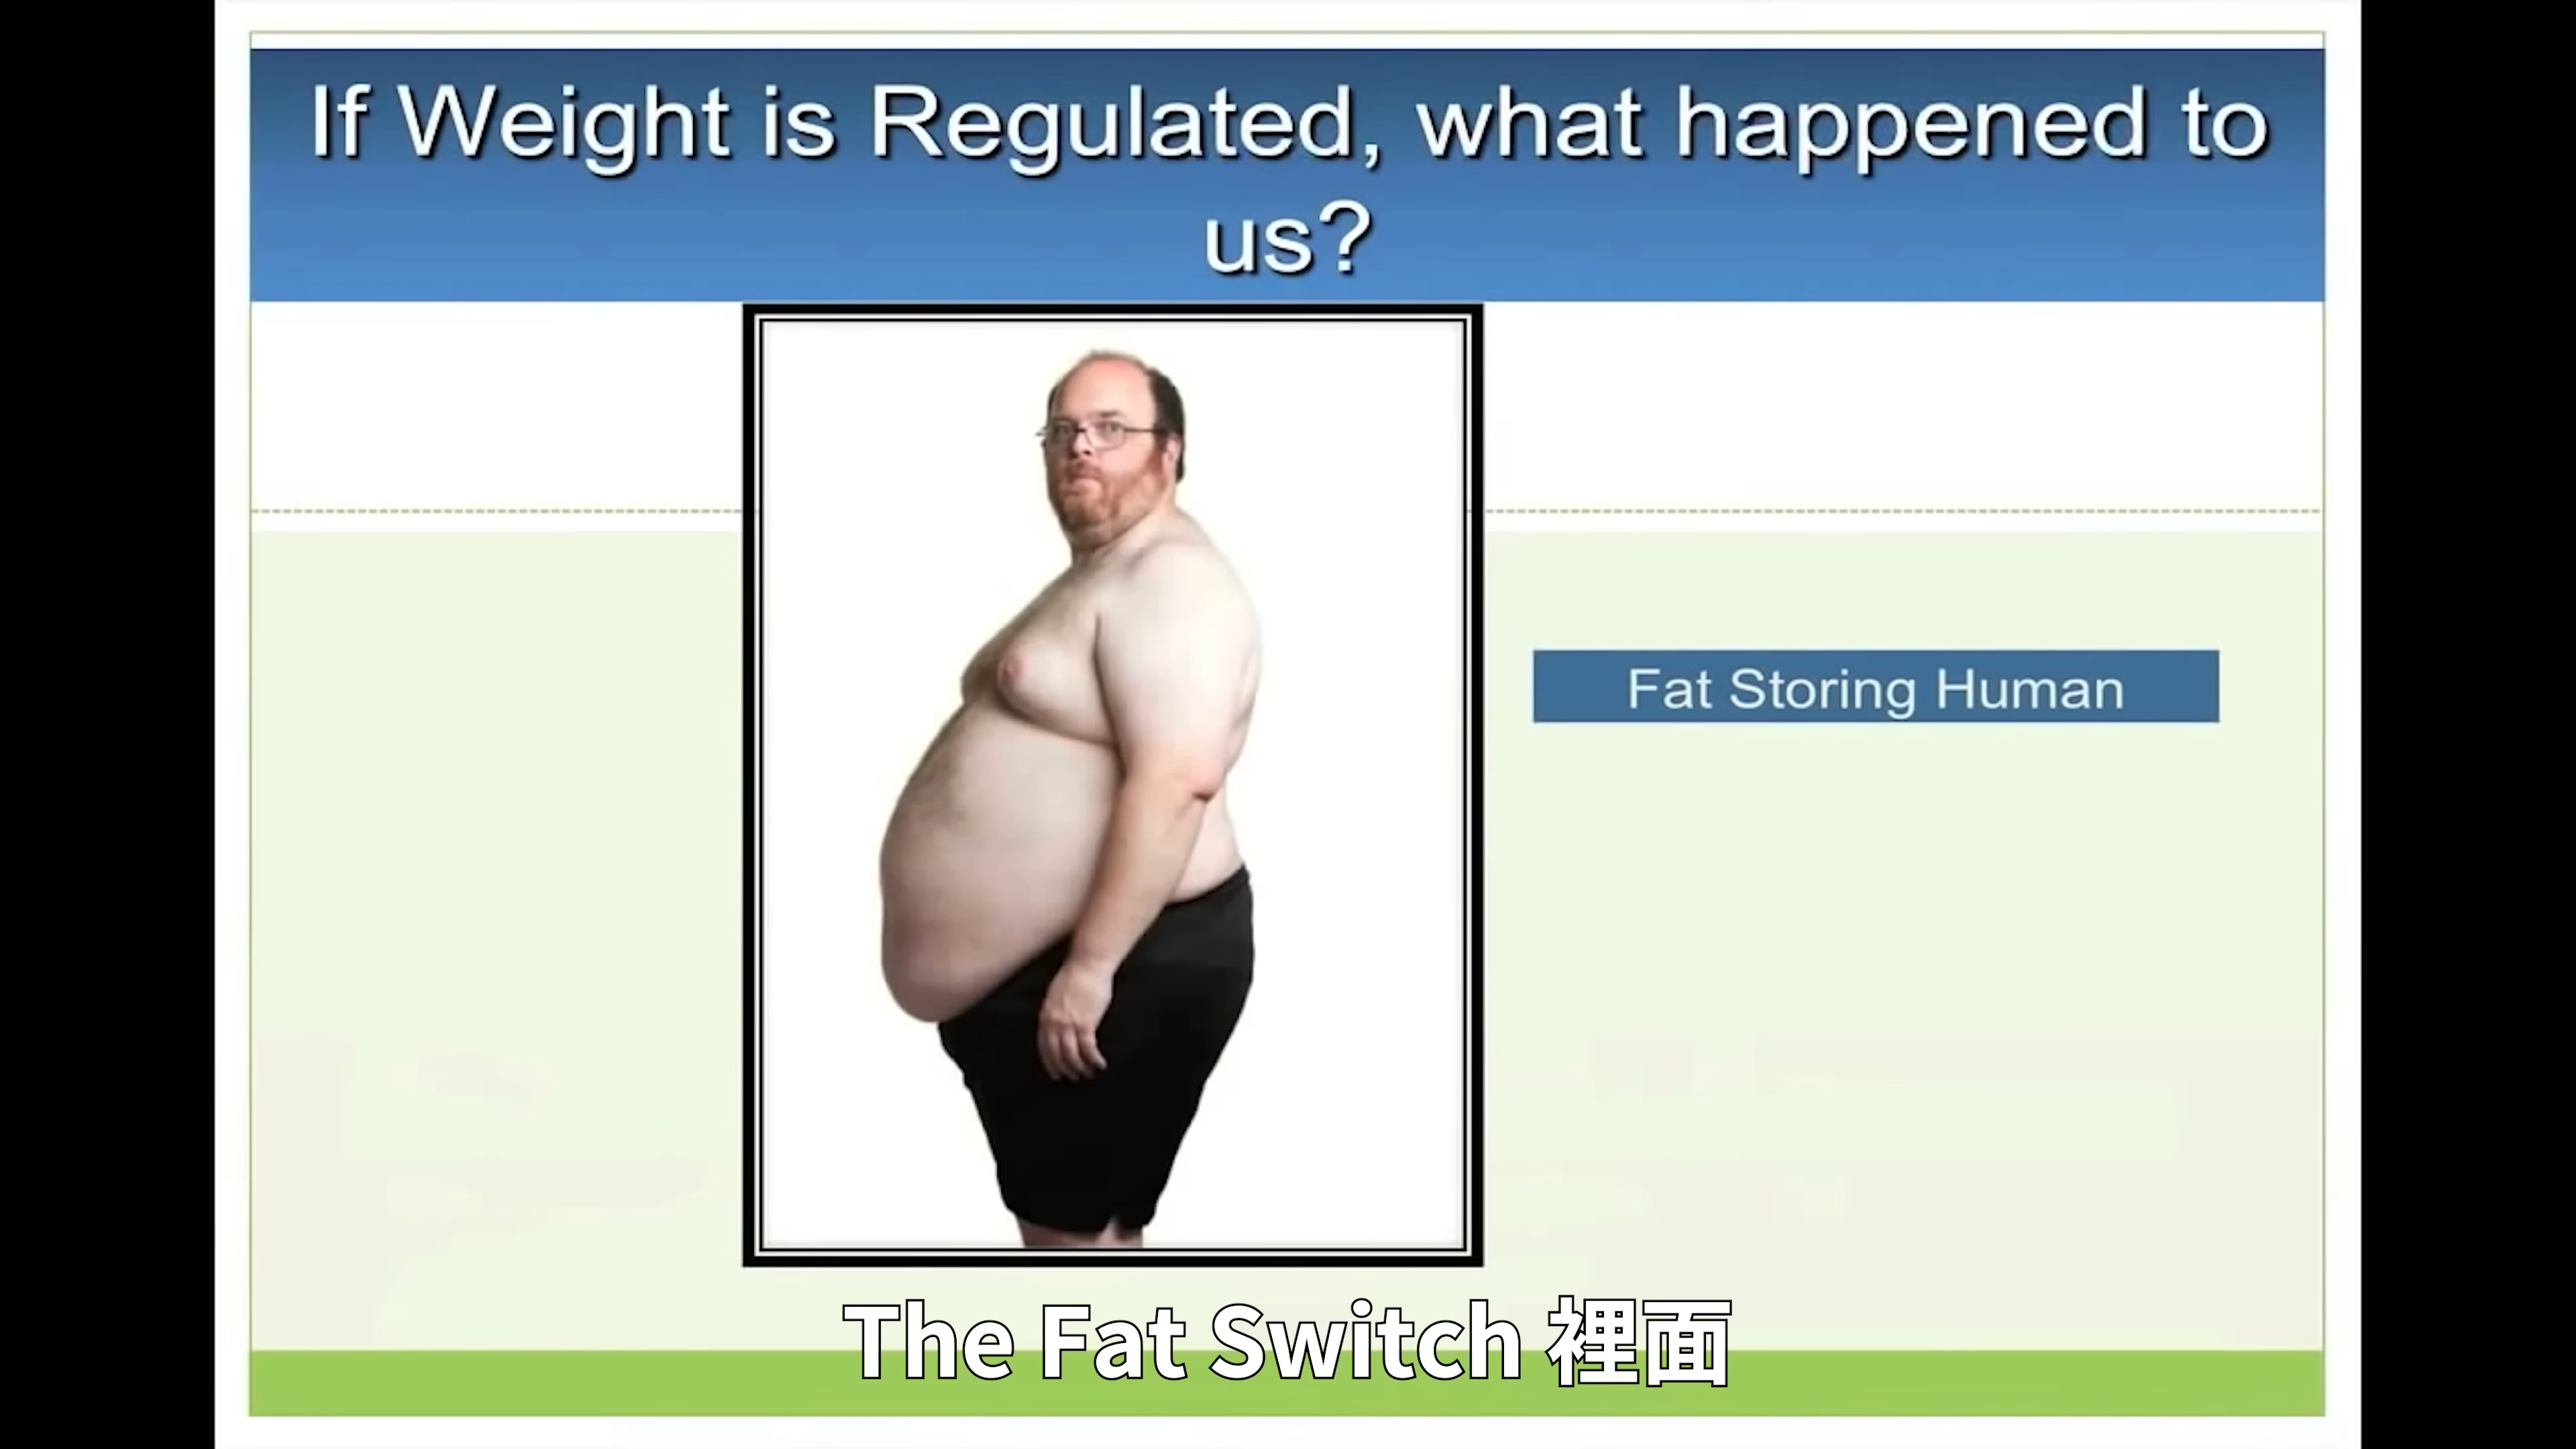 If Weight is Regulated, what happened to
us?
Fat Storing Human
The Fat Switch 裡面